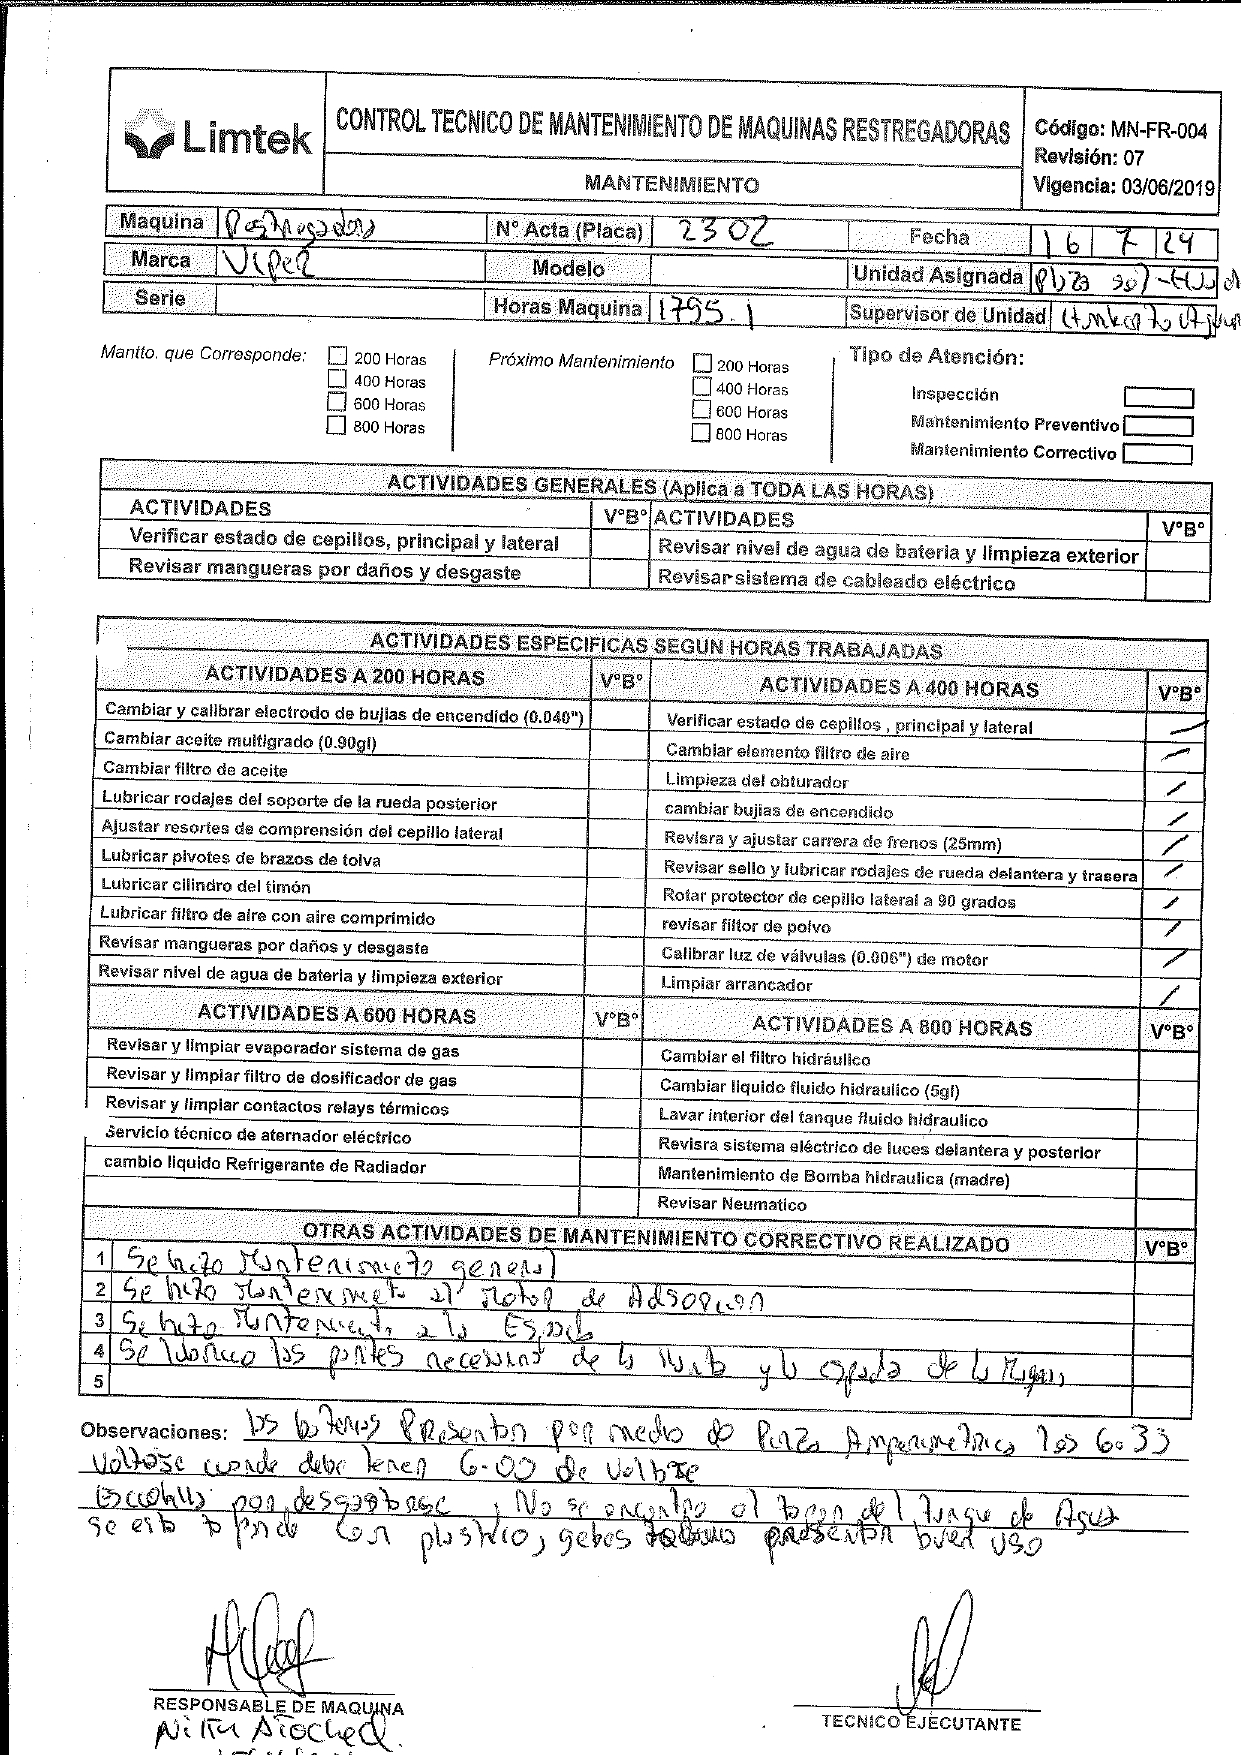 Limtek
CONTROL TECNICO DE MANTENIMIENTO DE MAQUINAS RESTREGADORAS
MANTENIMIENTO
Código: MN-FR-004
Revisión: 07
Vigencia: 03/06/2019
Maquina Restregadora N° Acta (Placa) 2302 Fecha 16 7 24
Marca Viper Modelo Unidad Asignada Plza sol
Serie Horas Maquina 1795.1 Supervisor de Unidad
Mantto. que Corresponde: 200 Horas Próximo Mantenimiento 200 Horas Tipo de Atención:
400 Horas 400 Horas Inspección
600 Horas 600 Horas Mantenimiento Preventivo
800 Horas 800 Horas Mantenimiento Correctivo
ACTIVIDADES GENERALES (Aplica a TODA LAS HORAS)
ACTIVIDADES V°B° ACTIVIDADES V°B°
Verificar estado de cepillos, principal y lateral Revisar nivel de agua de bateria y limpieza exterior
Revisar mangueras por daños y desgaste Revisar sistema de cableado eléctrico
ACTIVIDADES ESPECIFICAS SEGUN HORAS TRABAJADAS
ACTIVIDADES A 200 HORAS V°B° ACTIVIDADES A 400 HORAS V°B°
Cambiar y calibrar electrodo de bujias de encendido (0.040") Verificar estado de cepillos , principal y lateral
Cambiar aceite multigrado (0.90gl) Cambiar elemento filtro de aire
Cambiar filtro de aceite Limpieza del obturador
Lubricar rodajes del soporte de la rueda posterior cambiar bujias de encendido
Ajustar resortes de comprensión del cepillo lateral Revisra y ajustar carrera de frenos (25mm)
Lubricar pivotes de brazos de tolva Revisar sello y lubricar rodajes de rueda delantera y trasera
Lubricar cilindro del timón Rotar protector de cepillo lateral a 90 grados
Lubricar filtro de aire con aire comprimido revisar filtor de polvo
Revisar mangueras por daños y desgaste Calibrar luz de válvulas (0.006") de motor
Revisar nivel de agua de bateria y limpieza exterior Limpiar arrancador
ACTIVIDADES A 600 HORAS V°B° ACTIVIDADES A 800 HORAS V°B°
Revisar y limpiar evaporador sistema de gas Cambiar el filtro hidráulico
Revisar y limpiar filtro de dosificador de gas Cambiar liquido fluido hidraulico (5gl)
Revisar y limpiar contactos relays térmicos Lavar interior del tanque fluido hidraulico
Servicio técnico de aternador eléctrico Revisra sistema eléctrico de luces delantera y posterior
cambio liquido Refrigerante de Radiador Mantenimiento de Bomba hidraulica (madre)
Revisar Neumatico
OTRAS ACTIVIDADES DE MANTENIMIENTO CORRECTIVO REALIZADO V°B°
1 Se hizo Mantenimieto general
2 Se hizo Mantenimiet al Motor de Adsorcion
3 Se hizo Mantenient a la
4 Se lubrico las partes necesarias de la y la de la
5
Observaciones: las baterias Presentan por medio de Pinza Amperimetrica los 6.33
Voltaje donde debe tener 6.00 de Voltaje
Escobilla por desgastarse , No se encontro el tapon del Tanque de Agua
se esta tapando con plastico, gebes presentan buen uso
RESPONSABLE DE MAQUINA
TECNICO EJECUTANTE